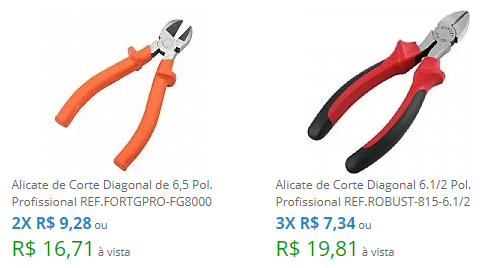 Alicate de Corte Diagonal de 6,5 Pol.
Profissional REF.FORTGPRO-FG8000
2X R$ 9,28 ou
R$ 16,71 à vista
Alicate de Corte Diagonal 6.1/2 Pol.
Profissional REF.ROBUST-815-6.1/2
3X R$ 7,34 ou
R$ 19,81 à vista